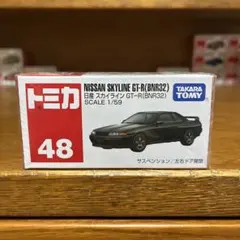 トミカ
48
NISSAN SKYLINE GT-R(BNR32)
日産 スカイライン GT-R(BNR32)
SCALE 1/59
TAKARA
TOMY
サスペンション/左右ドア開閉